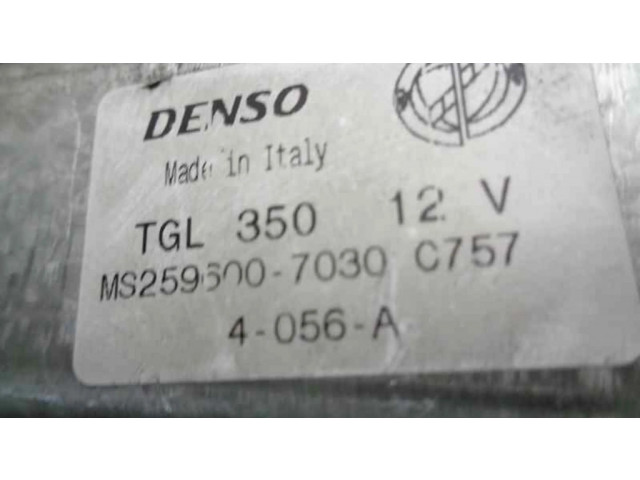 DENSO
Made in Italy
TGL 350 12 V
MS259600-7030 C757
4-056-A